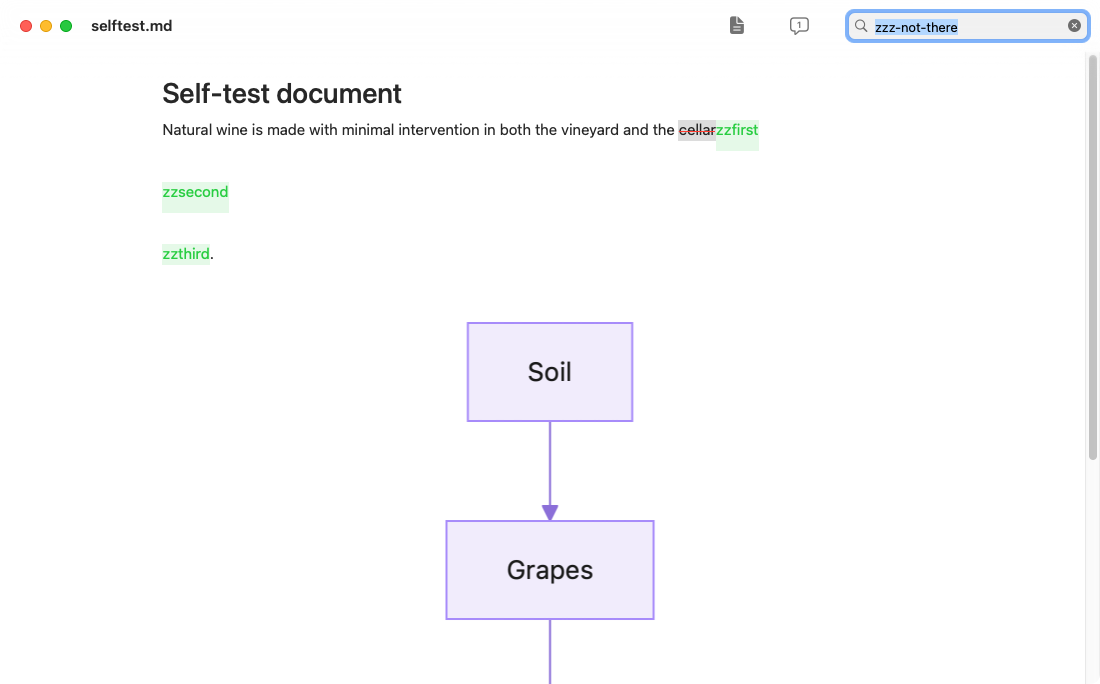 selftest.md
1
zzz-not-there
Self-test document
Natural wine is made with minimal intervention in both the vineyard and the cellarzzfirst
zzsecond
zzthird.
Soil
Grapes